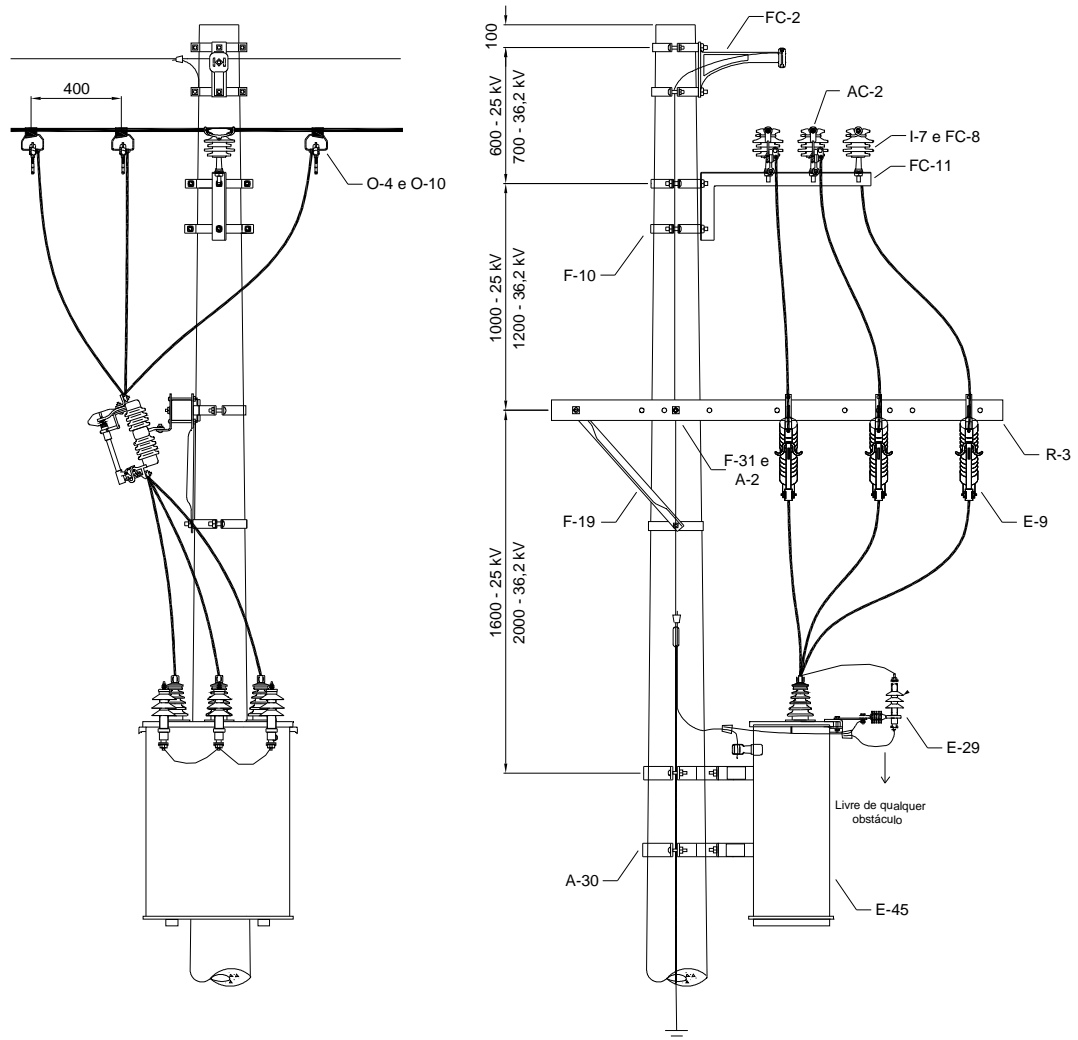 400
O-4 e O-10
100
600 - 25 kV
700 - 36,2 kV
1000 - 25 kV
1200 - 36,2 kV
1600 - 25 kV
2000 - 36,2 kV
FC-2
AC-2
I-7 e FC-8
FC-11
F-10
F-31 e
A-2
R-3
F-19
E-9
E-29
Livre de qualquer
obstáculo
A-30
E-45